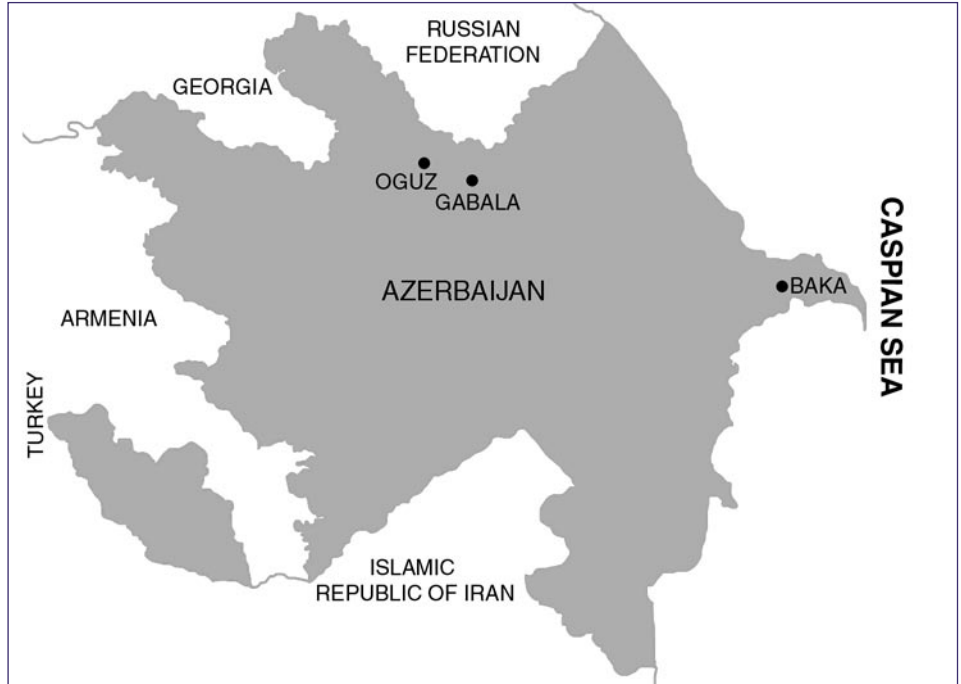 RUSSIAN
FEDERATION
GEORGIA
OGUZ
GABALA
CASPIAN SEA
AZERBAIJAN
BAKA
ARMENIA
TURKEY
ISLAMIC
REPUBLIC OF IRAN